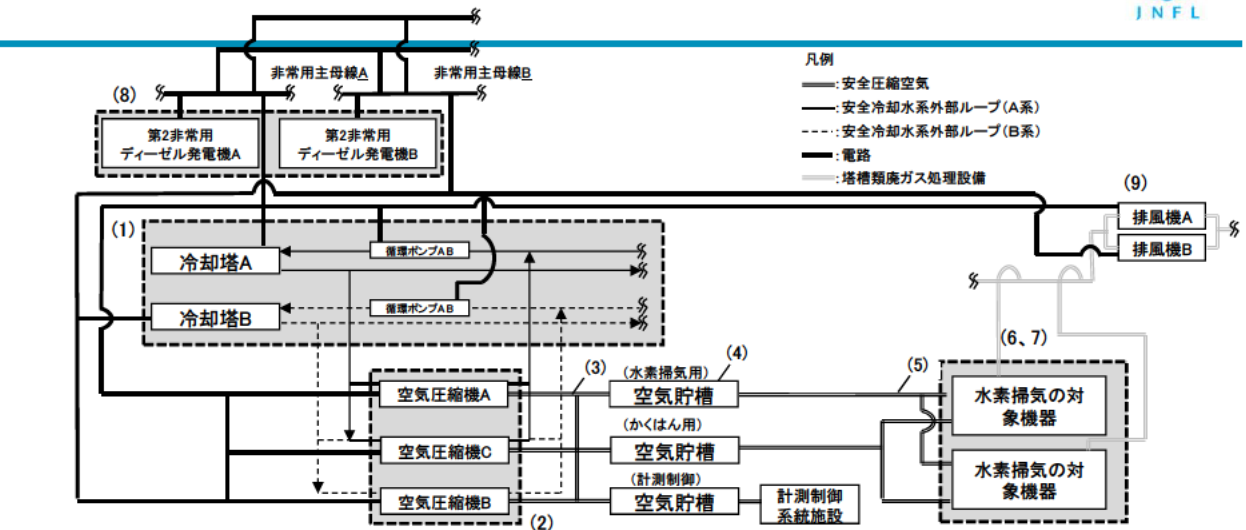 JNFL
凡例
非常用主母線A
非常用主母線B
═:安全圧縮空気
━:安全冷却水系外部ループ(A系)
----:安全冷却水系外部ループ(B系)
━:電路
═:塔槽類廃ガス処理設備
(8)
第2非常用
ディーゼル発電機A
第2非常用
ディーゼル発電機B
(9)
排風機A
排風機B
(1)
循環ポンプAB
冷却塔A
循環ポンプAB
冷却塔B
(6、7)
(3)
(4)
(5)
(水素掃気用)
空気圧縮機A
空気貯槽
水素掃気の対
象機器
(かくはん用)
空気圧縮機C
空気貯槽
(計測制御)
水素掃気の対
象機器
空気圧縮機B
空気貯槽
計測制御
系統施設
(2)